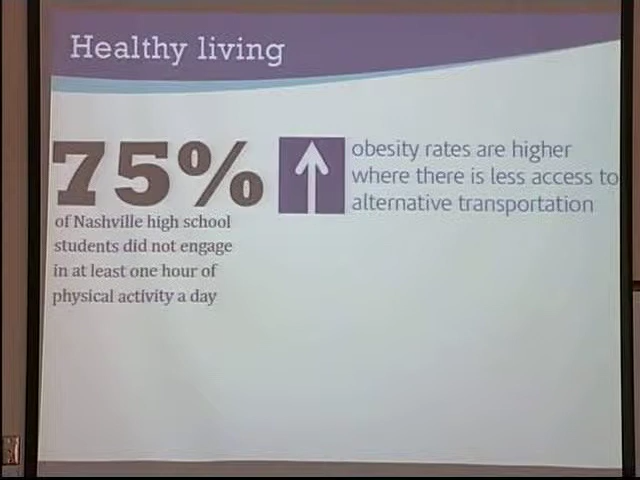 Healthy living
75%
of Nashville high school
students did not engage
in at least one hour of
physical activity a day
obesity rates are higher
where there is less access to
alternative transportation